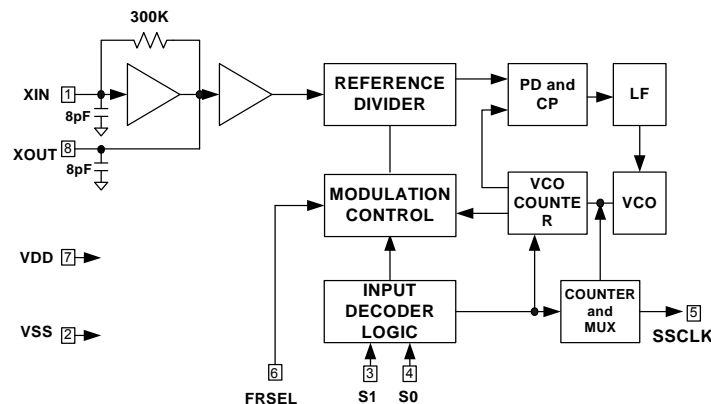 300K
XIN
1
8pF
XOUT
8
8pF
REFERENCE
DIVIDER
PD and
CP
LF
MODULATION
CONTROL
VCO
COUNTE
R
VCO
VDD
7
VSS
2
INPUT
DECODER
LOGIC
COUNTER
and
MUX
5
SSCLK
6
FRSEL
3
S1
4
S0